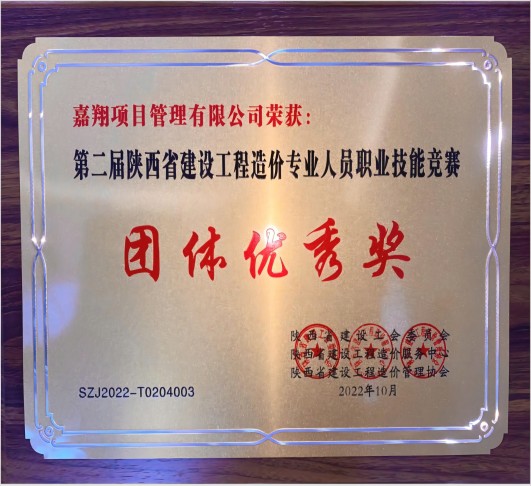 嘉翔项目管理有限公司荣获：
第二届陕西省建设工程造价专业人员职业技能竞赛
团体优秀奖
陕西省建设工会委员会
陕西省建设工程造价服务中心
SZJ2022-T0204003
陕西省建设工程造价管理协会
2022年10月